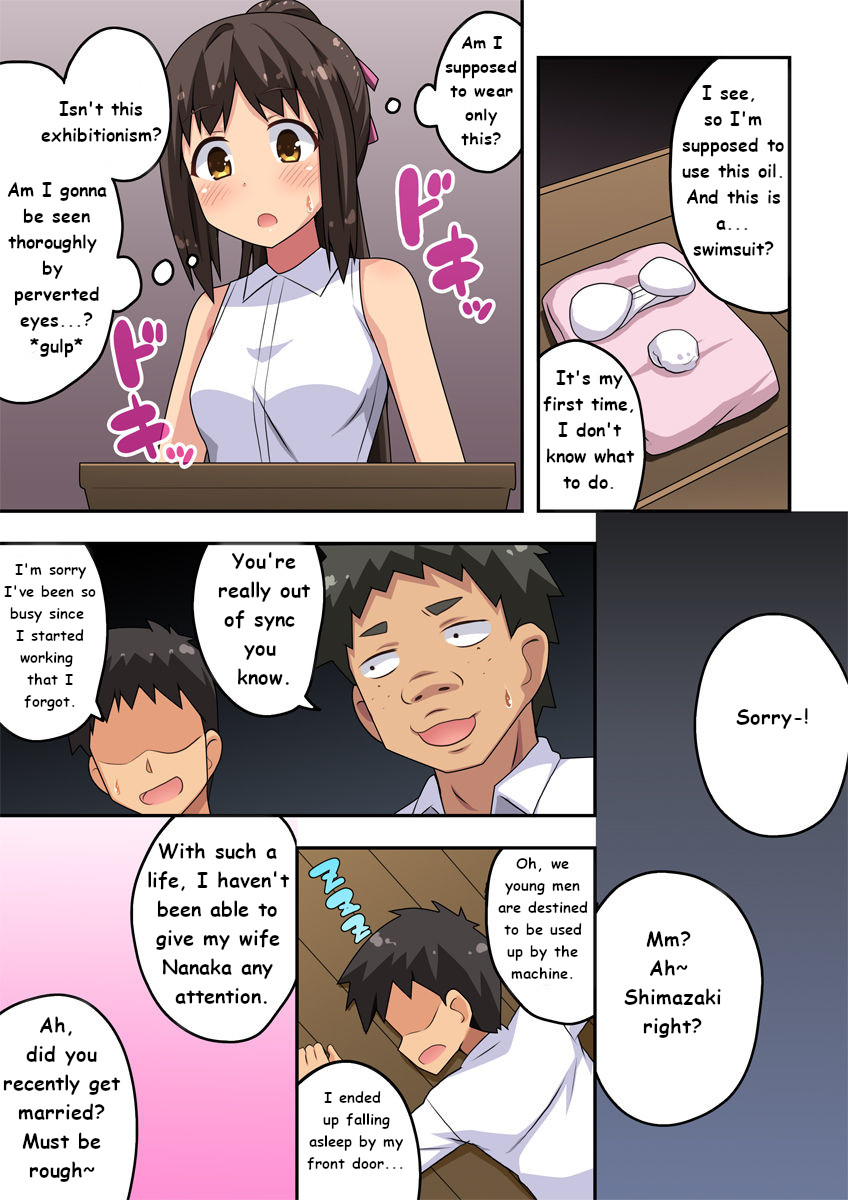 I see,
so I'm
supposed to
use this oil.
And this is
a...
swimsuit?
It's my
first time,
I don't
know what
to do.
Am I
supposed
to wear
only
this?
Isn't this
exhibitionism?
Am I gonna
be seen
thoroughly
by
perverted
eyes...?
*gulp*
ドキッ
ドキッ
Sorry-!
Mm?
Ah~
Shimazaki
right?
You're
really out
of sync
you
know.
I'm sorry
I've been so
busy since
I started
working
that I
forgot.
Oh, we
young men
are destined
to be used
up by the
machine.
ZZZZ
I ended
up falling
asleep by my
front door...
With such a
life, I haven't
been able to
give my wife
Nanaka any
attention.
Ah,
did you
recently get
married?
Must be
rough~